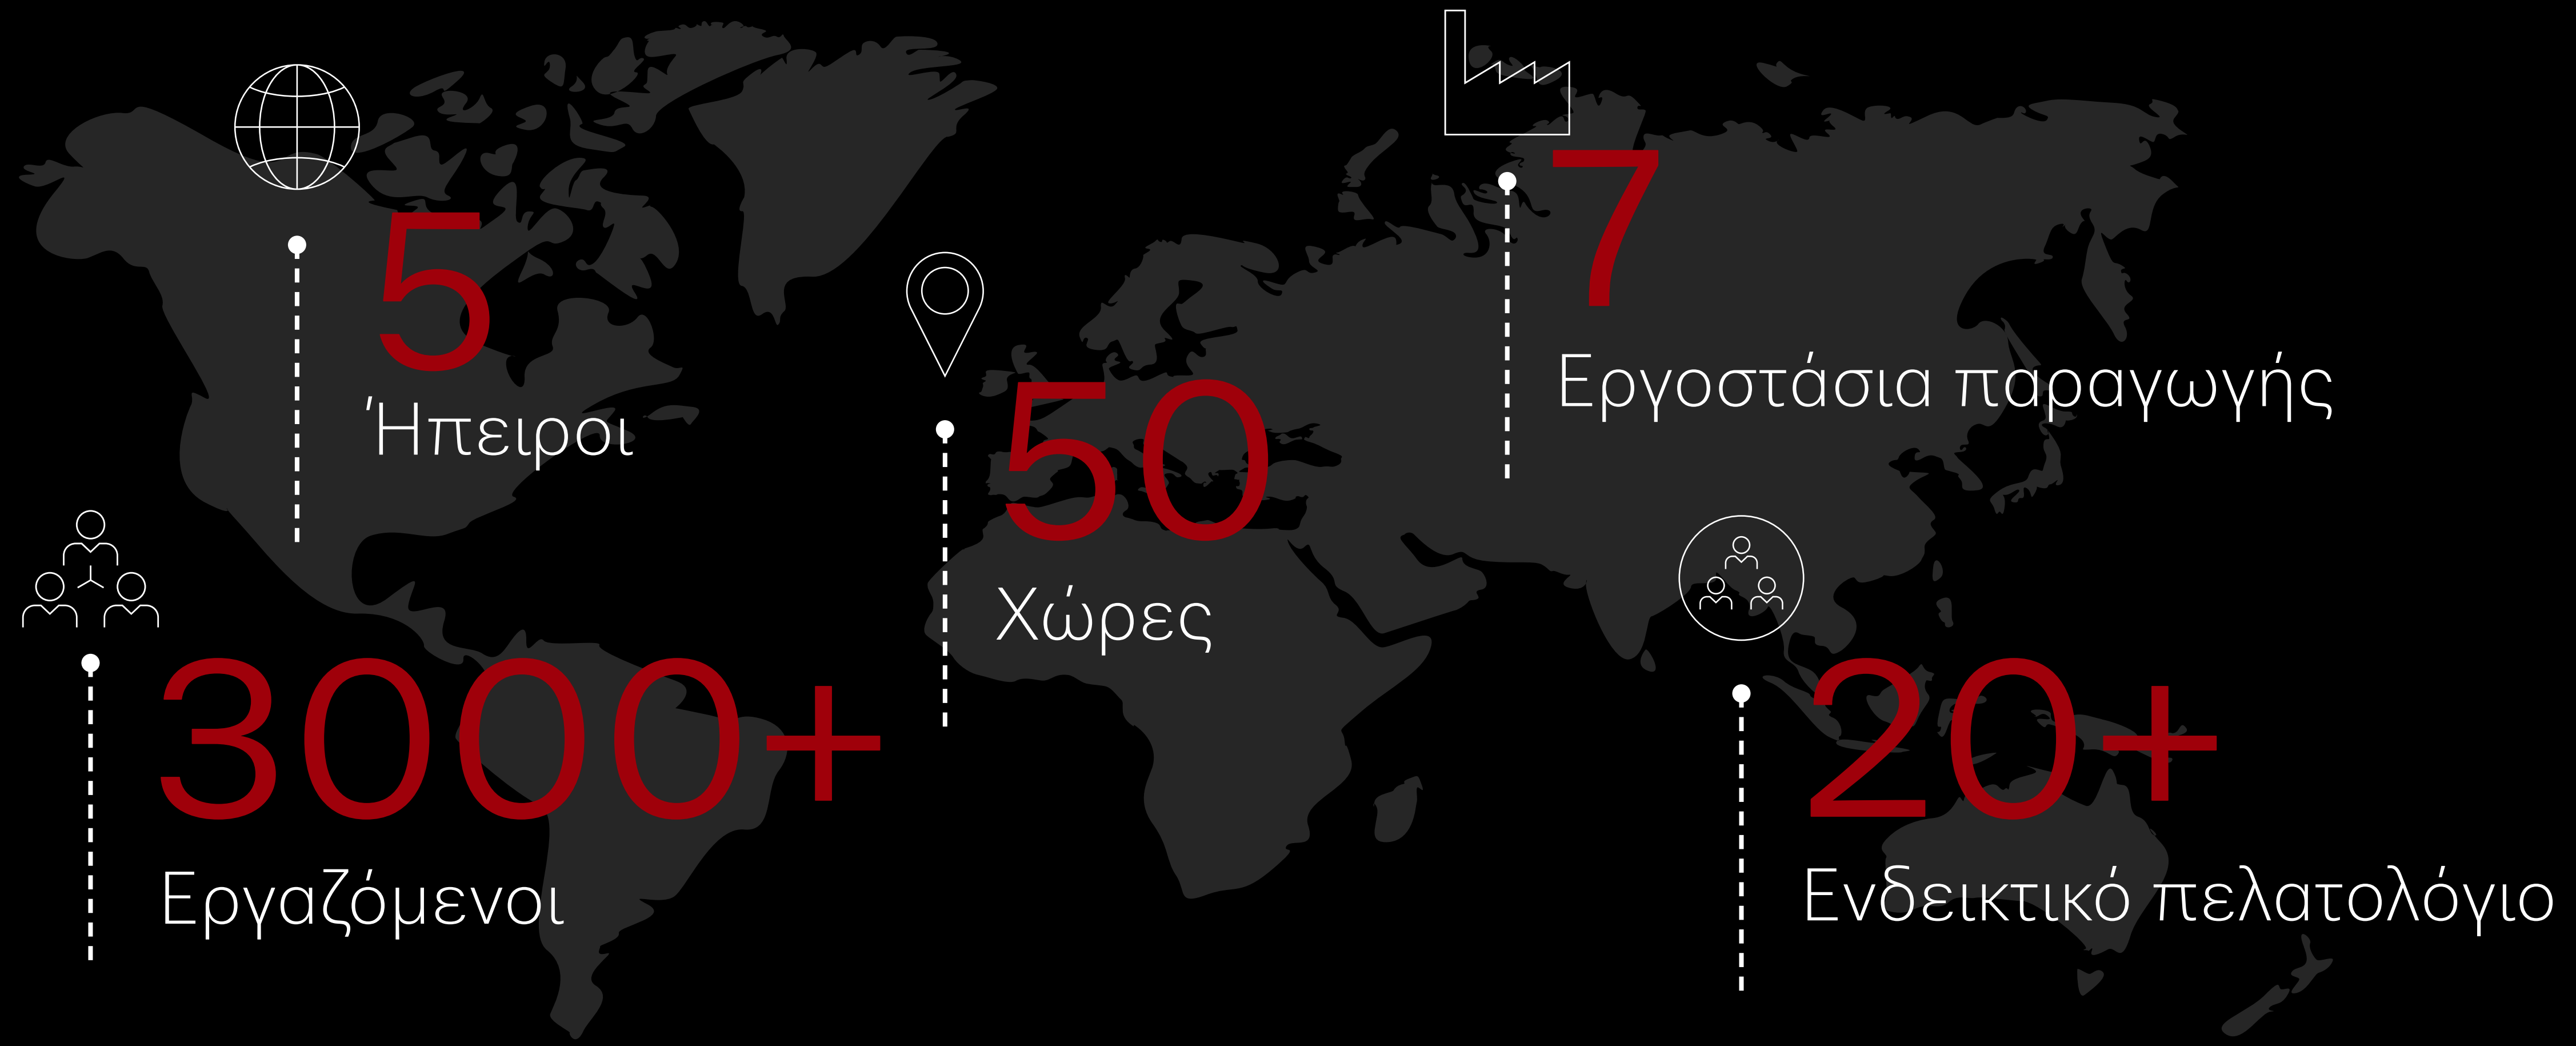 5
Ήπειροι
3000+
Εργαζόμενοι
50
Χώρες
7
Εργοστάσια παραγωγής
20+
Ενδεικτικό πελατολόγιο